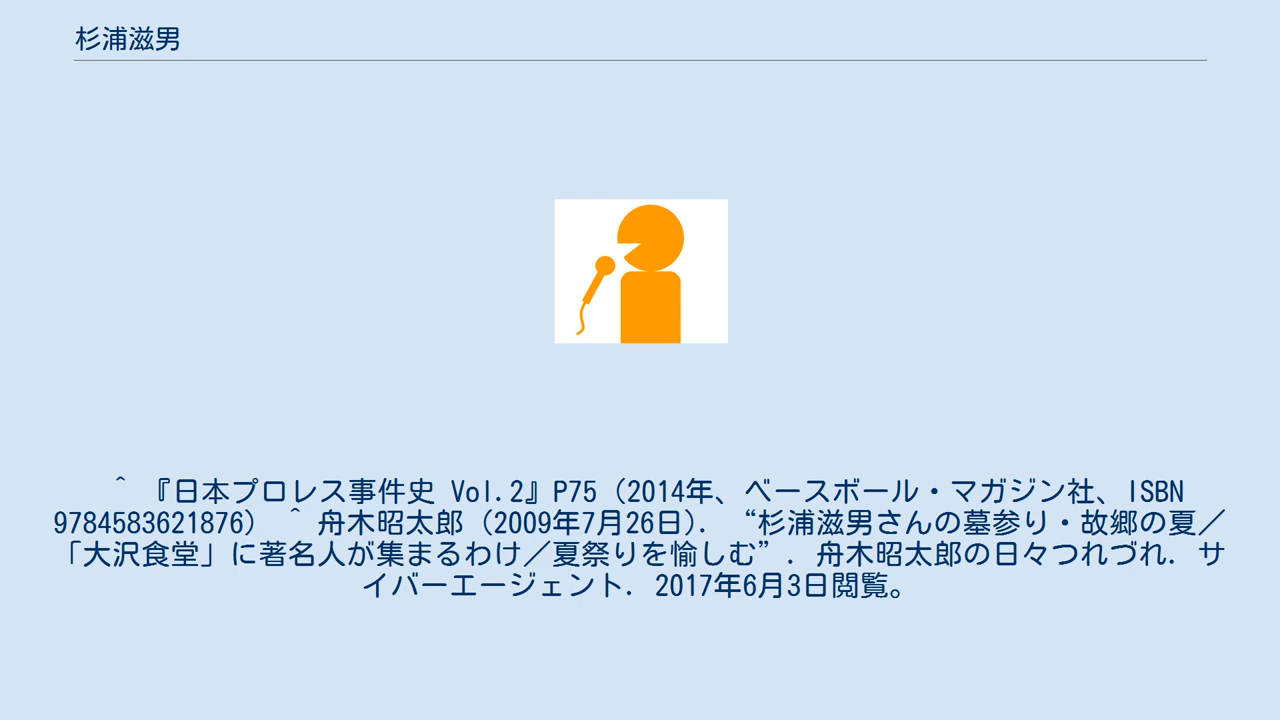 杉浦滋男
^ 『日本プロレス事件史 Vol.2』P75（2014年、ベースボール・マガジン社、ISBN
9784583621876） ^ 舟木昭太郎（2009年7月26日）. “杉浦滋男さんの墓参り・故郷の夏／
「大沢食堂」に著名人が集まるわけ／夏祭りを愉しむ”. 舟木昭太郎の日々つれづれ. サ
イバーエージェント. 2017年6月3日閲覧。